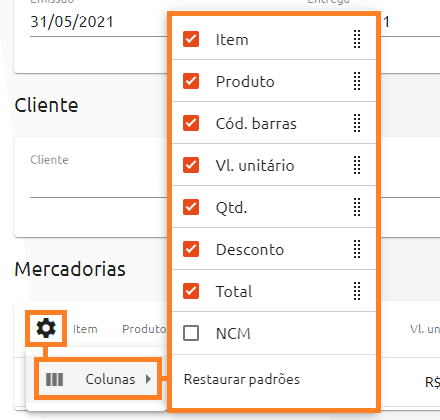 Emissão
Entrega
31/05/2021
1
Cliente
Cliente
Mercadorias
Item
Produto
Vl. un
Colunas
R$
Item
Produto
Cód. barras
Vl. unitário
Qtd.
Desconto
Total
NCM
Restaurar padrões